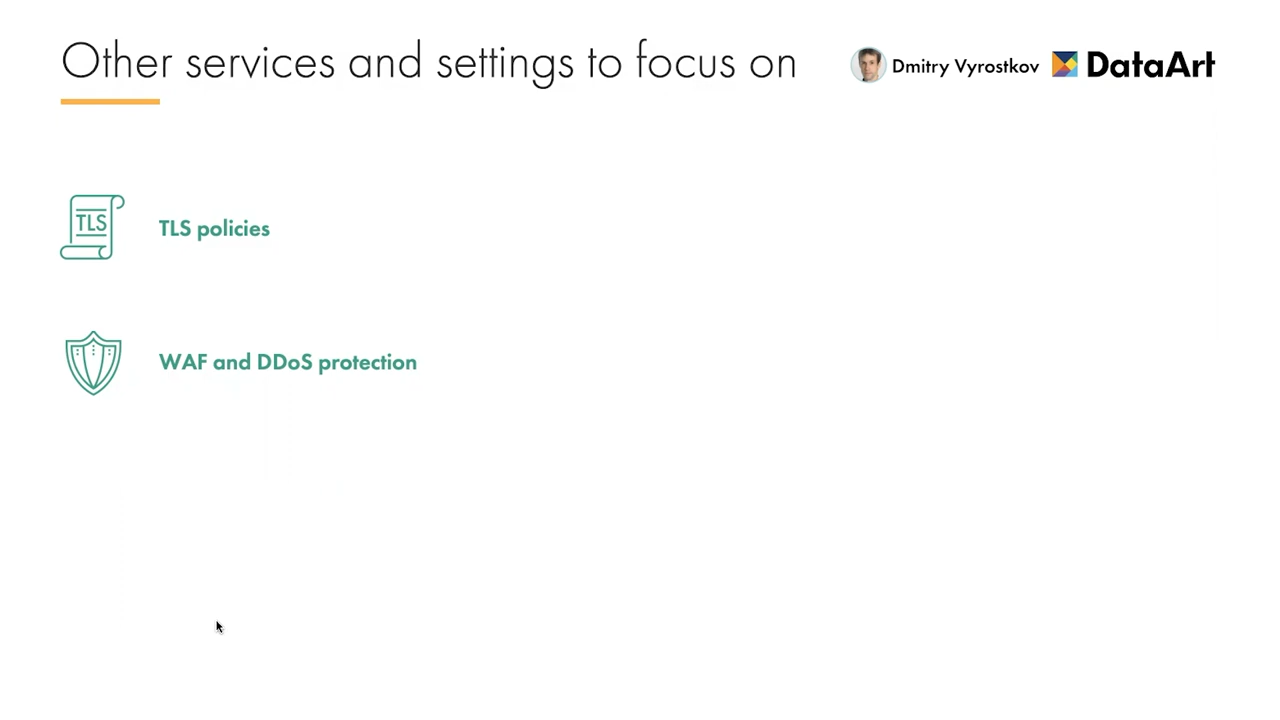 Other services and settings to focus on
Dmitry Vyrostkov
DataArt
TLS
TLS policies
WAF and DDoS protection